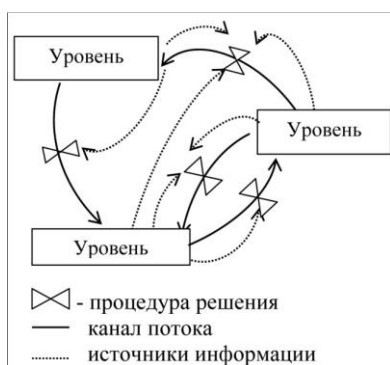 Уровень
Уровень
Уровень
- процедура решения
канал потока
источники информации